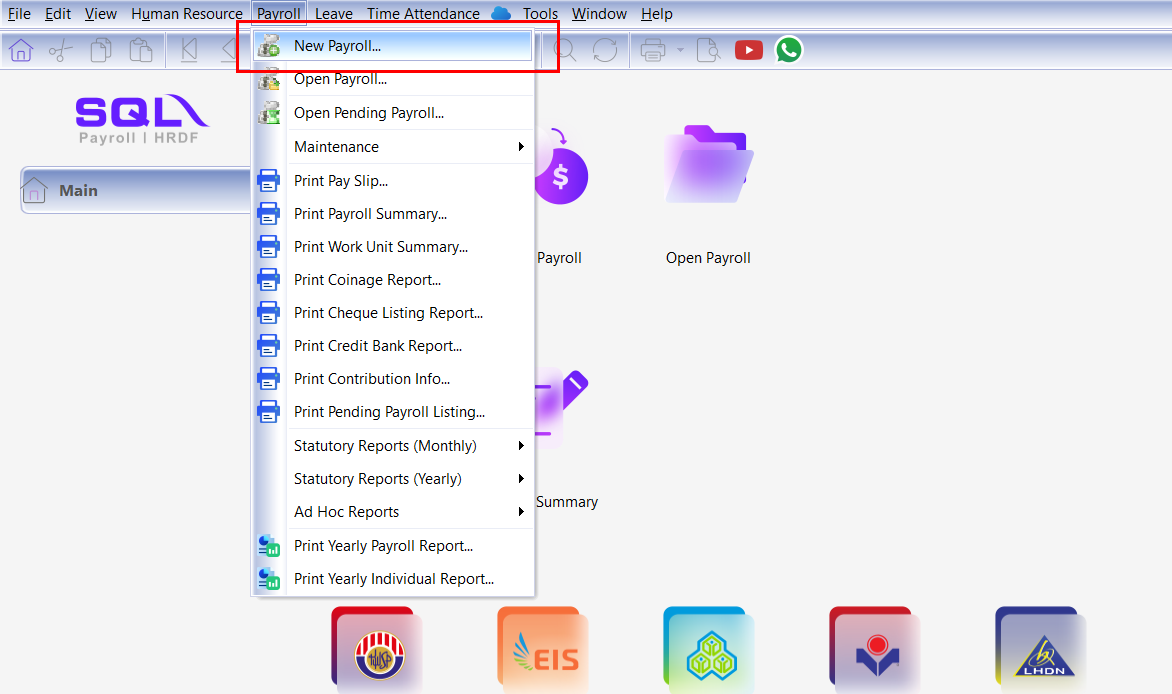 File Edit View Human Resource Payroll Leave Time Attendance Tools Window Help
New Payroll...
Open Payroll...
Open Pending Payroll...
Maintenance
Print Pay Slip...
Print Payroll Summary...
Print Work Unit Summary...
Print Coinage Report...
Print Cheque Listing Report...
Print Credit Bank Report...
Print Contribution Info...
Print Pending Payroll Listing...
Statutory Reports (Monthly)
Statutory Reports (Yearly)
Ad Hoc Reports
Print Yearly Payroll Report...
Print Yearly Individual Report...
SQL
Payroll | HRDF
Main
$
Payroll
Open Payroll
Summary
KWSP
EIS
LHDN